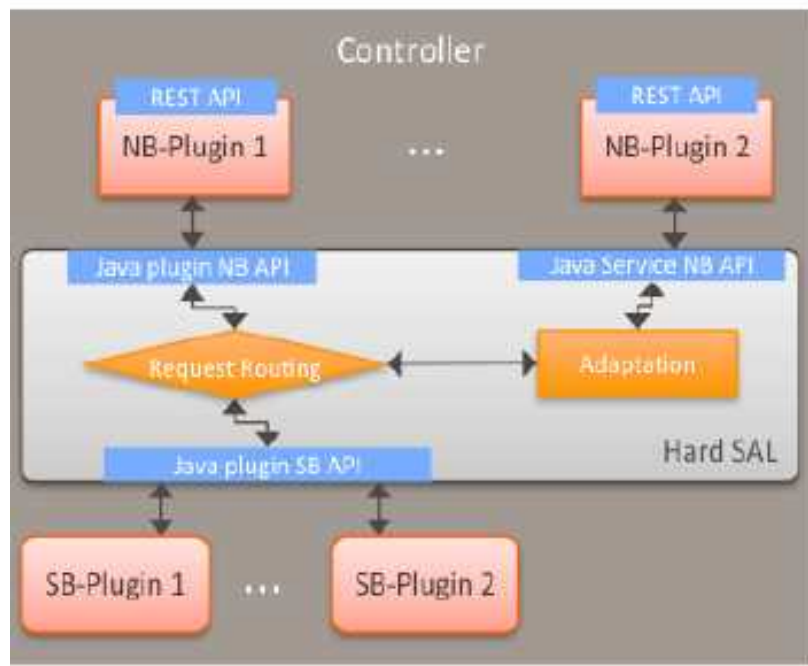 Controller
REST API
REST API
NB-Plugin 1
...
NB-Plugin 2
Java plugin NB API
Java Service NB API
Request Routing
Adaptation
Java plugin SB API
Hard SAL
SB-Plugin 1
...
SB-Plugin 2